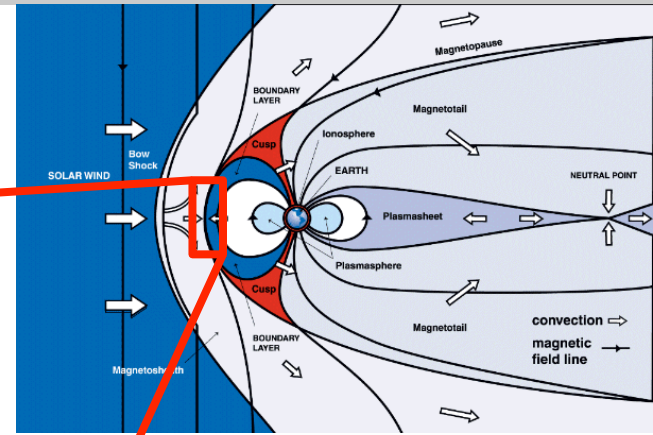 Magnetopause
BOUNDARY
LAYER
Magnetotail
Ionosphere
Cusp
Bow
Shock
EARTH
SOLAR WIND
NEUTRAL POINT
Plasmasheet
Plasmasphere
Cusp
convection
magnetic
field line
Magnetotail
BOUNDARY
LAYER
Magnetosheath